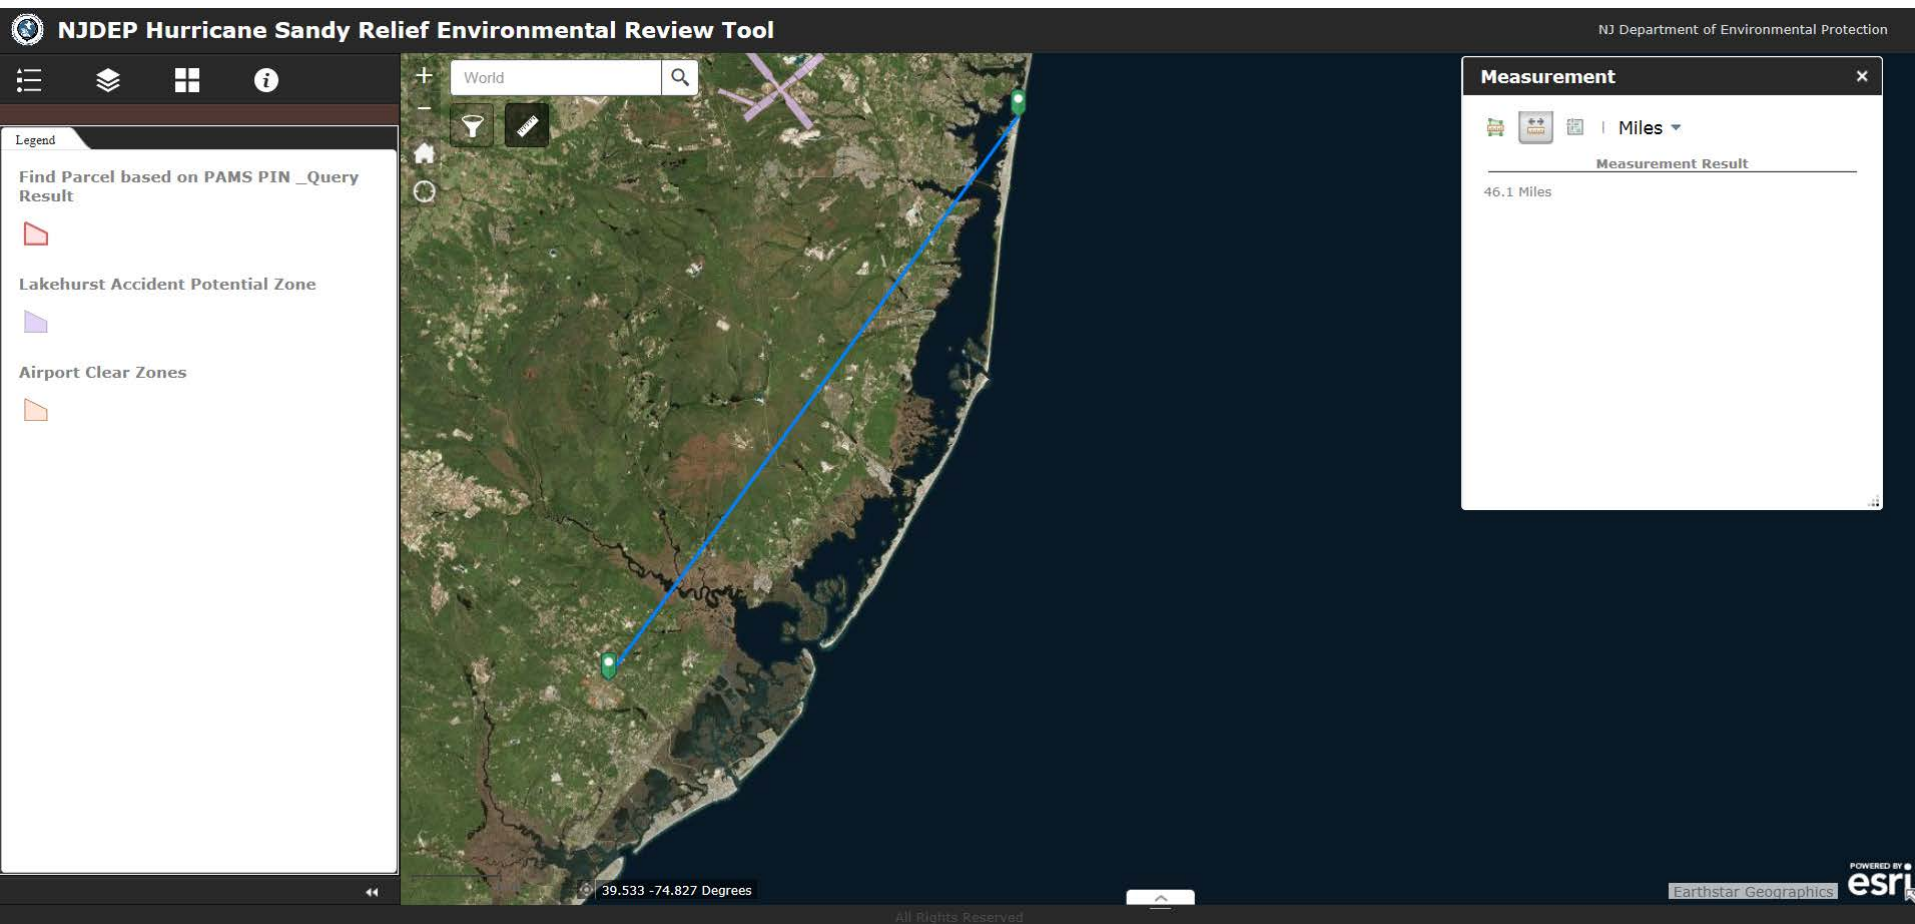 NJDEP Hurricane Sandy Relief Environmental Review Tool
NJ Department of Environmental Protection
World
Legend
Find Parcel based on PAMS PIN _Query
Result
Lakehurst Accident Potential Zone
Airport Clear Zones
Measurement
Miles
Measurement Result
46.1 Miles
39.533 -74.827 Degrees
Earthstar Geographics
POWERED BY
esri
All Rights Reserved